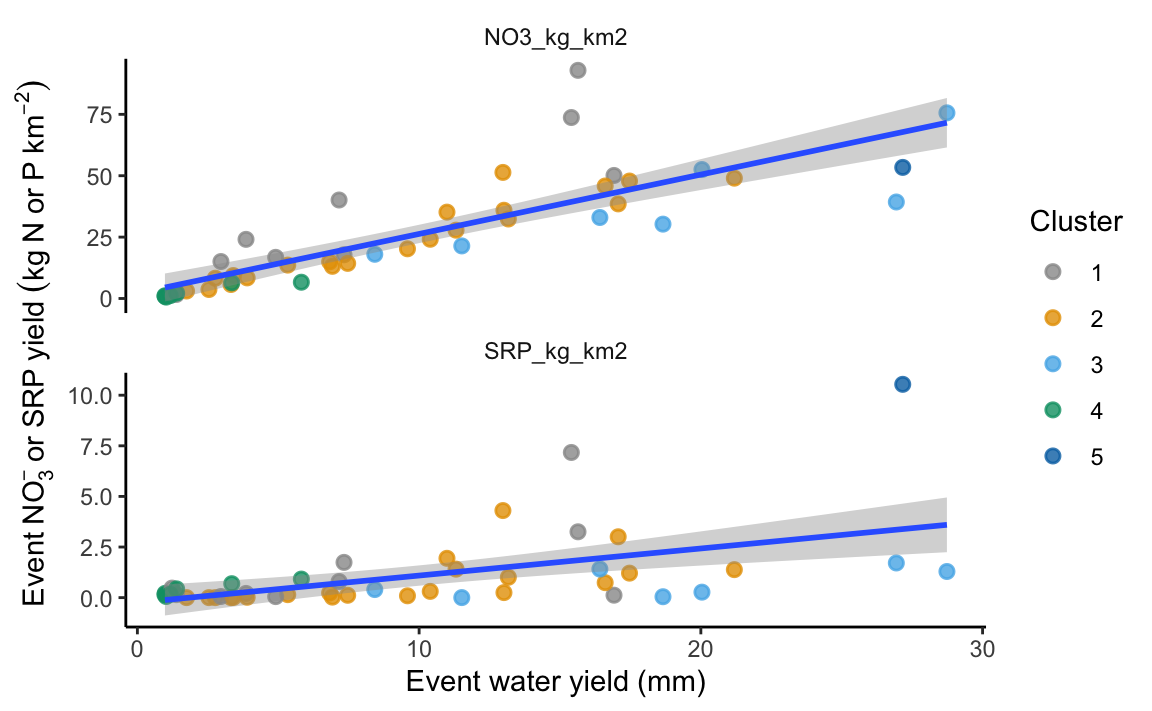 NO3_kg_km2
75
50
25
0
SRP_kg_km2
10.0
7.5
5.0
2.5
0.0
0 10 20 30
Event water yield (mm)
Event NO₃⁻ or SRP yield (kg N or P km⁻²)
Cluster
1
2
3
4
5